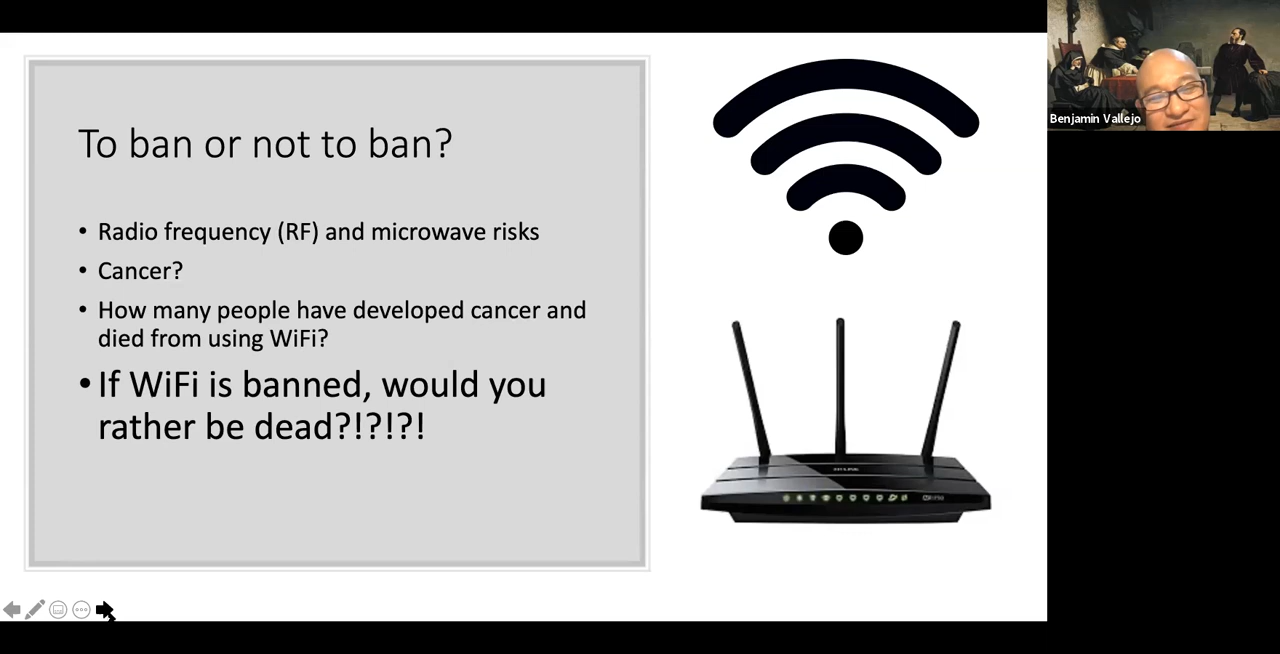 To ban or not to ban?
• Radio frequency (RF) and microwave risks
• Cancer?
• How many people have developed cancer and
died from using WiFi?
• If WiFi is banned, would you
rather be dead?!?!?!
Benjamin Vallejo